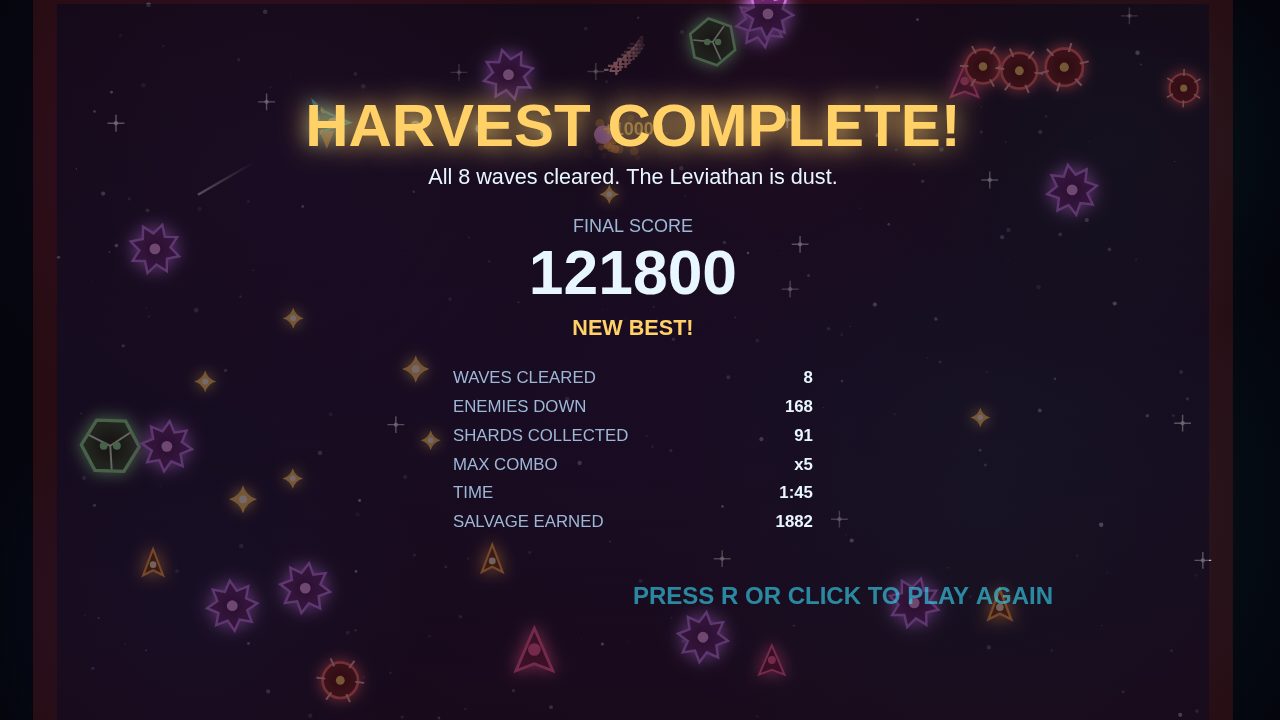 HARVEST COMPLETE!
1000
All 8 waves cleared. The Leviathan is dust.
FINAL SCORE
121800
NEW BEST!
WAVES CLEARED 8
ENEMIES DOWN 168
SHARDS COLLECTED 91
MAX COMBO x5
TIME 1:45
SALVAGE EARNED 1882
PRESS R OR CLICK TO PLAY AGAIN